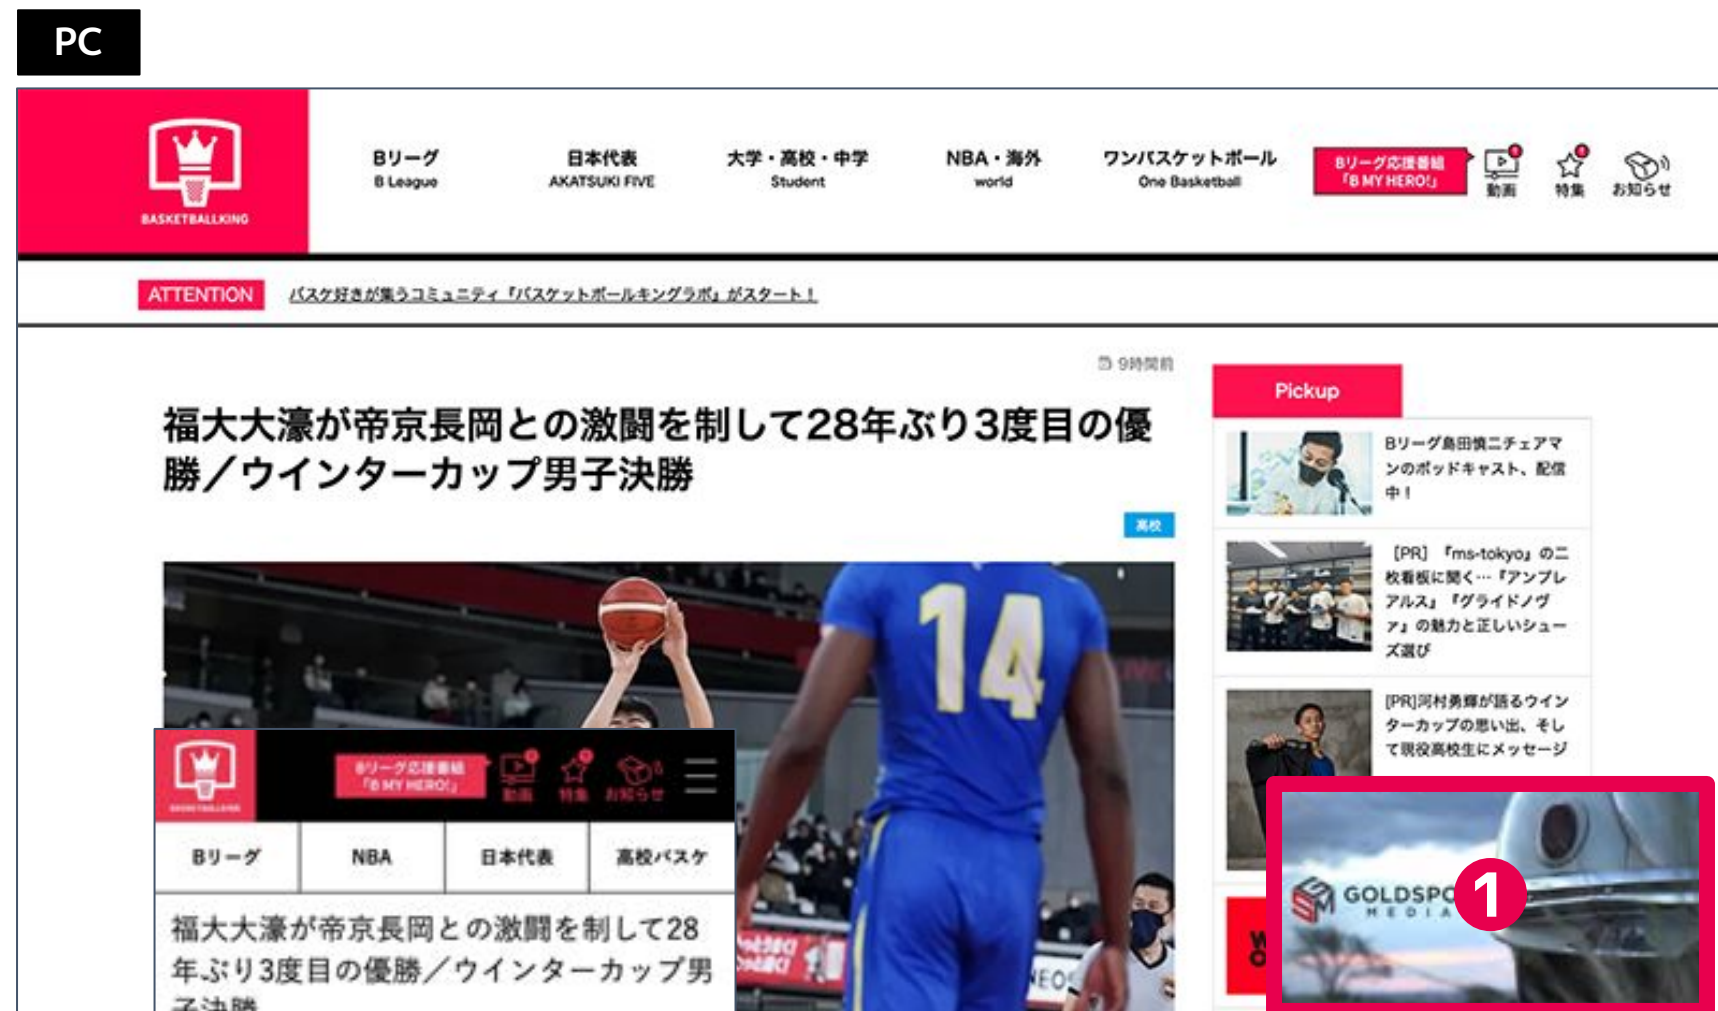 PC
BASKETBALLKING
Bリーグ
B League
日本代表
AKATSUKI FIVE
大学・高校・中学
Student
NBA・海外
world
ワンバスケットボール
One Basketball
Bリーグ応援番組
「B MY HERO!」
動画
特集
お知らせ
ATTENTION
バスケ好きが集うコミュニティ『バスケットボールキングラボ』がスタート！
9時間前
福大大濠が帝京長岡との激闘を制して28年ぶり3度目の優
勝／ウインターカップ男子決勝
高校
Pickup
Bリーグ島田慎二チェアマ
ンのポッドキャスト、配信
中！
［PR］『ms-tokyo』の二
枚看板に聞く…『アンプレ
アルス』『グライドノヴ
ァ』の魅力と正しいシュー
ズ選び
[PR]河村勇輝が語るウイン
ターカップの思い出、そし
て現役高校生にメッセージ
14
Bリーグ応援番組
「B MY HERO!」
動画
特集
お知らせ
Bリーグ
NBA
日本代表
高校バスケ
福大大濠が帝京長岡との激闘を制して28
年ぶり3度目の優勝／ウインターカップ男
子決勝
GOLDSPO
MEDIA
1